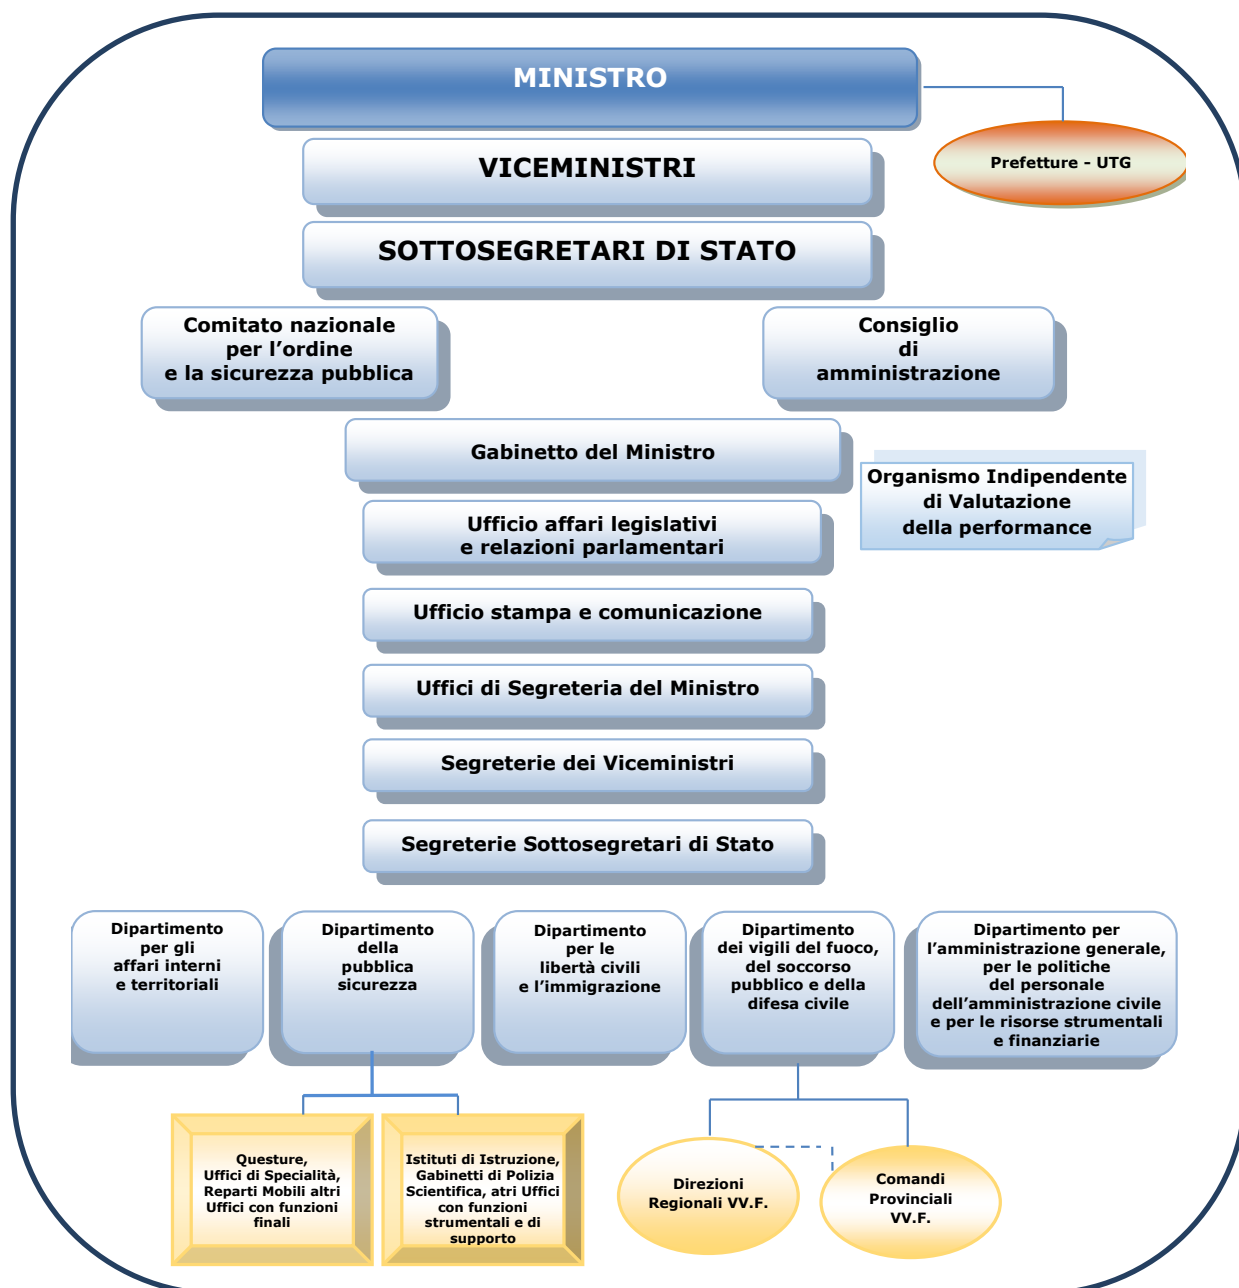 MINISTRO
Prefetture - UTG
VICEMINISTRI
SOTTOSEGRETARI DI STATO
Comitato nazionale
per l’ordine
e la sicurezza pubblica
Consiglio
di
amministrazione
Gabinetto del Ministro
Organismo Indipendente
di Valutazione
della performance
Ufficio affari legislativi
e relazioni parlamentari
Ufficio stampa e comunicazione
Uffici di Segreteria del Ministro
Segreterie dei Viceministri
Segreterie Sottosegretari di Stato
Dipartimento
per gli
affari interni
e territoriali
Dipartimento
della
pubblica
sicurezza
Dipartimento
per le
libertà civili
e l’immigrazione
Dipartimento
dei vigili del fuoco,
del soccorso
pubblico e della
difesa civile
Dipartimento per
l’amministrazione generale,
per le politiche
del personale
dell’amministrazione civile
e per le risorse strumentali
e finanziarie
Questure,
Uffici di Specialità,
Reparti Mobili altri
Uffici con funzioni
finali
Istituti di Istruzione,
Gabinetti di Polizia
Scientifica, atri Uffici
con funzioni
strumentali e di
supporto
Direzioni
Regionali VV.F.
Comandi
Provinciali
VV.F.